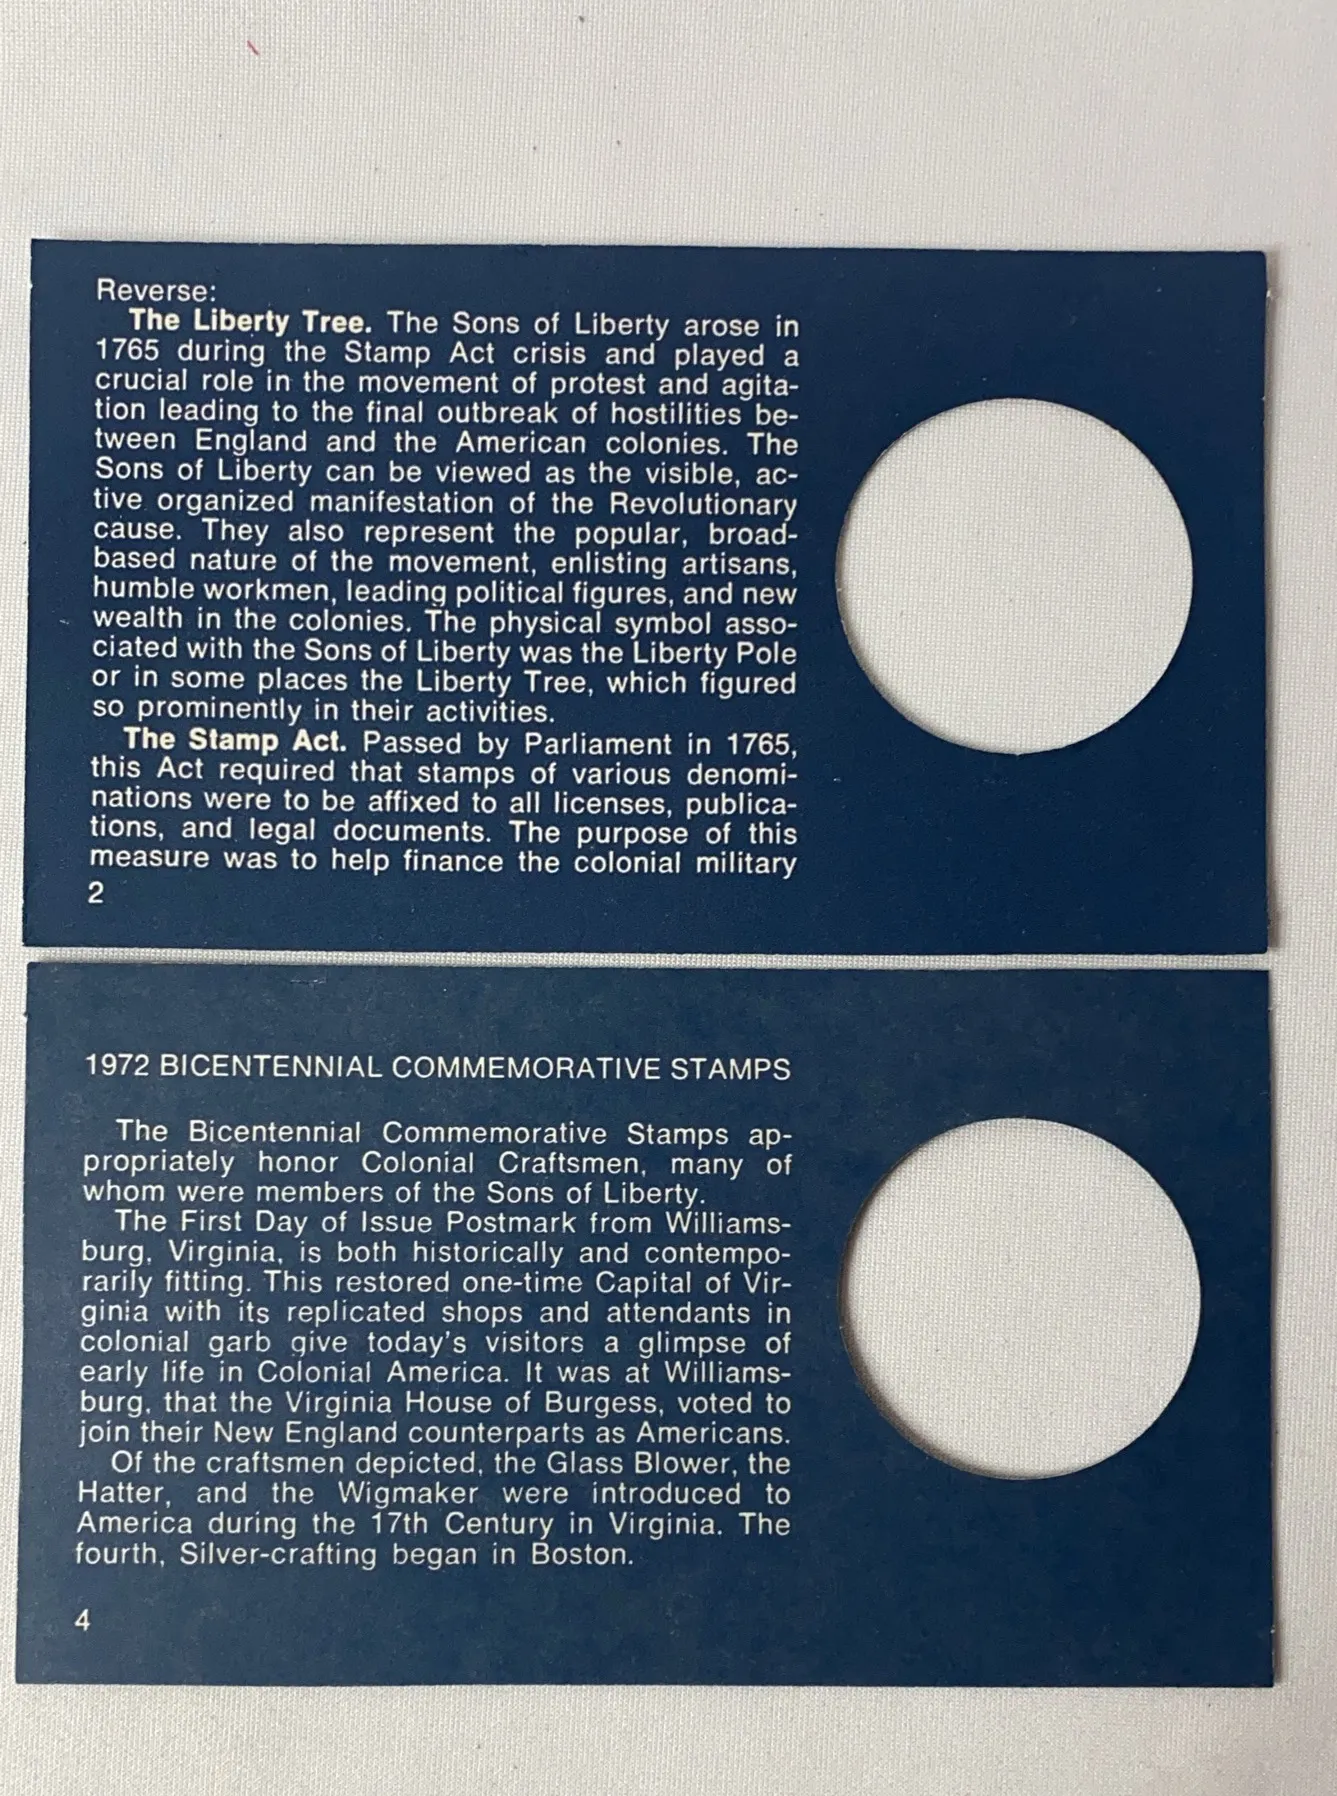 Reverse:
The Liberty Tree. The Sons of Liberty arose in
1765 during the Stamp Act crisis and played a
crucial role in the movement of protest and agita-
tion leading to the final outbreak of hostilities be-
tween England and the American colonies. The
Sons of Liberty can be viewed as the visible, ac-
tive organized manifestation of the Revolutionary
cause. They also represent the popular, broad-
based nature of the movement, enlisting artisans,
humble workmen, leading political figures, and new
wealth in the colonies. The physical symbol asso-
ciated with the Sons of Liberty was the Liberty Pole
or in some places the Liberty Tree, which figured
so prominently in their activities.
The Stamp Act. Passed by Parliament in 1765,
this Act required that stamps of various denomi-
nations were to be affixed to all licenses, publica-
tions, and legal documents. The purpose of this
measure was to help finance the colonial military
2
1972 BICENTENNIAL COMMEMORATIVE STAMPS
The Bicentennial Commemorative Stamps ap-
propriately honor Colonial Craftsmen, many of
whom were members of the Sons of Liberty.
The First Day of Issue Postmark from Williams-
burg, Virginia, is both historically and contempo-
rarily fitting. This restored one-time Capital of Vir-
ginia with its replicated shops and attendants in
colonial garb give today's visitors a glimpse of
early life in Colonial America. It was at Williams-
burg, that the Virginia House of Burgess, voted to
join their New England counterparts as Americans.
Of the craftsmen depicted, the Glass Blower, the
Hatter, and the Wigmaker were introduced to
America during the 17th Century in Virginia. The
fourth, Silver-crafting began in Boston.
4